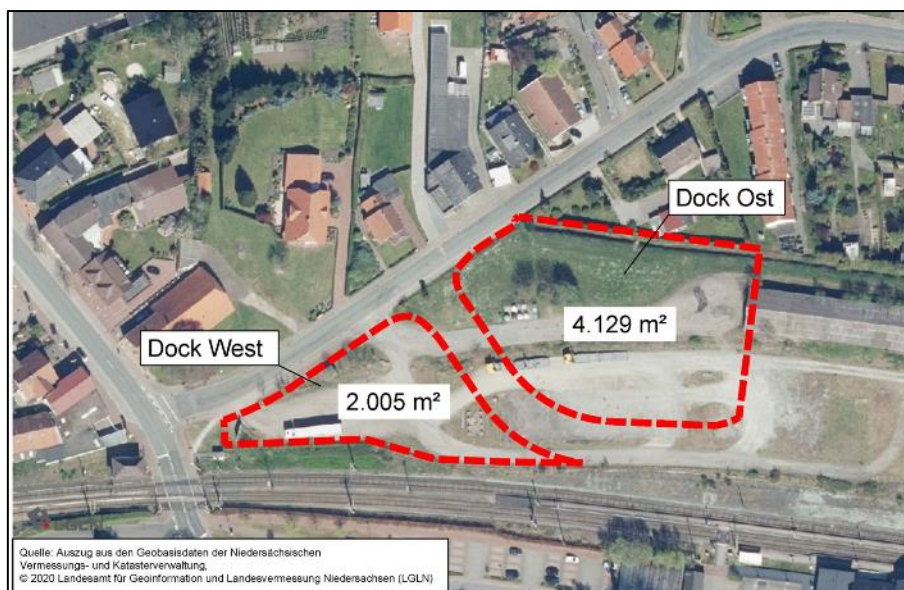 Dock Ost
4.129 m²
Dock West
2.005 m²
LGLN
Quelle: Auszug aus den Geobasisdaten der Niedersächsischen
Vermessungs- und Katasterverwaltung,
© 2020 Landesamt für Geoinformation und Landesvermessung Niedersachsen (LGLN)